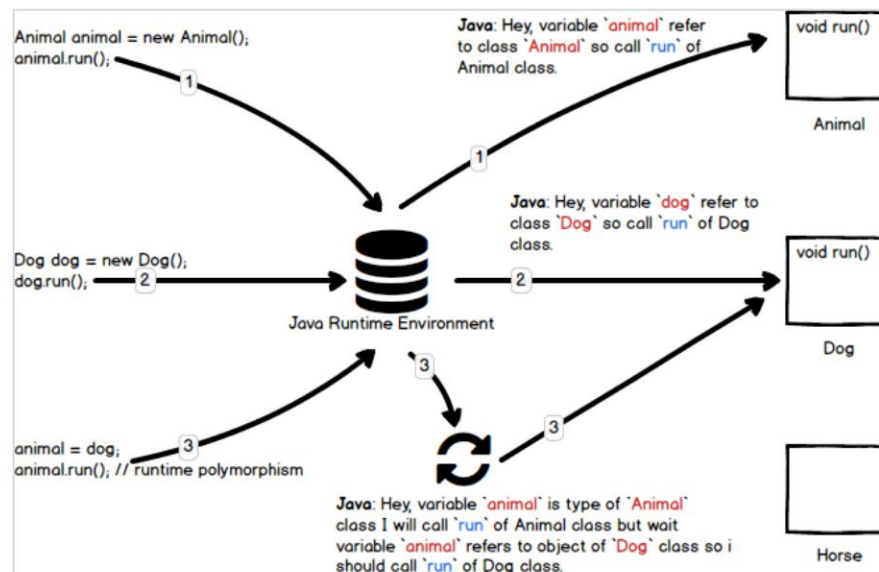 Animal animal = new Animal();
animal.run();
1
Java: Hey, variable `animal` refer
to class `Animal` so call `run` of
Animal class.
void run()
Animal
1
Java: Hey, variable `dog` refer to
class `Dog` so call `run` of Dog
class.
Dog dog = new Dog();
dog.run();
2
Java Runtime Environment
2
void run()
Dog
3
3
3
animal = dog;
animal.run(); // runtime polymorphism
Java: Hey, variable `animal` is type of `Animal`
class I will call `run` of Animal class but wait
variable `animal` refers to object of `Dog` class so i
should call `run` of Dog class.
Horse